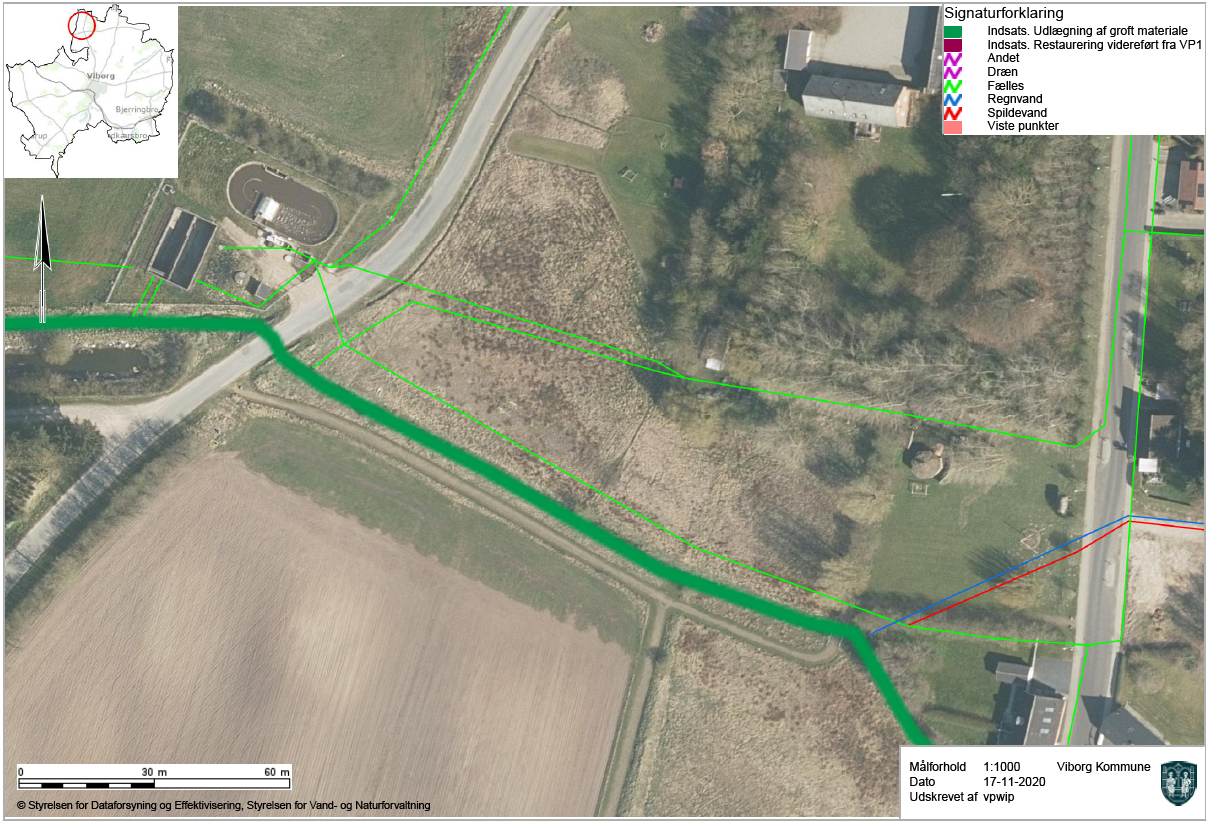 Viborg
Bjerringbro
Signaturforklaring
Indsats. Udlægning af groft materiale
Indsats. Restaurering videreført fra VP1
Andet
Dræn
Fælles
Regnvand
Spildevand
Viste punkter
0 30 m 60 m
© Styrelsen for Dataforsyning og Effektivisering, Styrelsen for Vand- og Naturforvaltning
Målforhold 1:1000 Viborg Kommune
Dato 17-11-2020
Udskrevet af vpwip